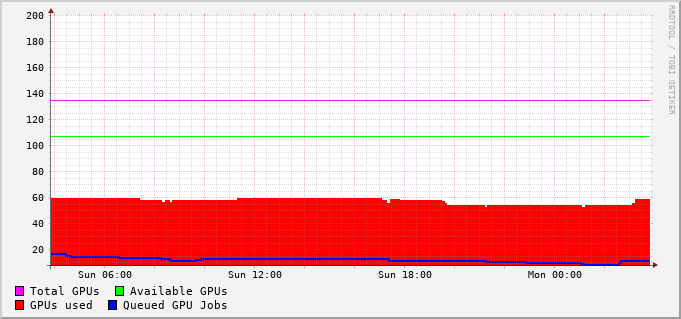 RRDTOOL / TOBI OETIKER
200
180
160
140
120
100
80
60
40
20
Sun 06:00 Sun 12:00 Sun 18:00 Mon 00:00
Total GPUs Available GPUs
GPUs used Queued GPU Jobs